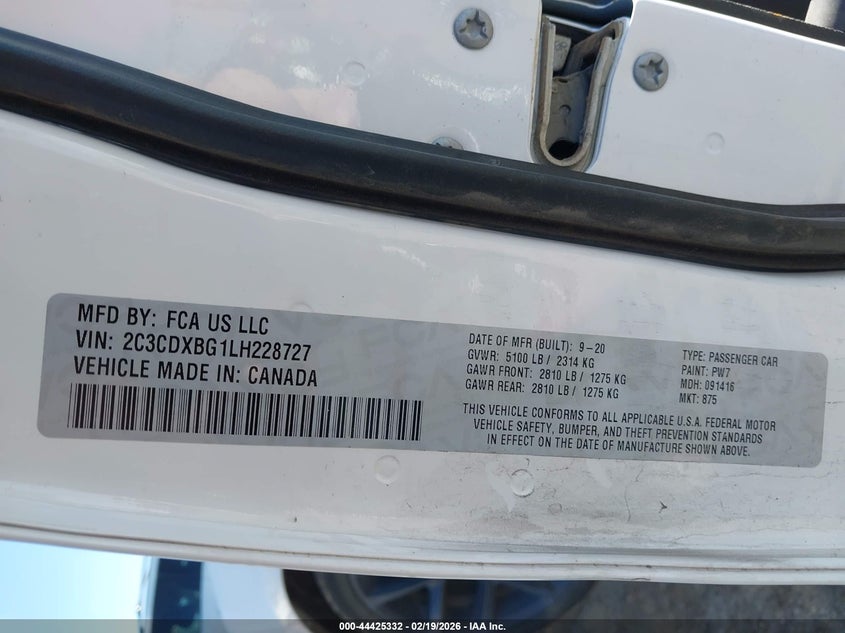 MFD BY: FCA US LLC
VIN: 2C3CDXBG1LH228727
VEHICLE MADE IN: CANADA
DATE OF MFR (BUILT): 9-20
GVWR: 5100 LB / 2314 KG
GAWR FRONT: 2810 LB / 1275 KG
GAWR REAR: 2810 LB / 1275 KG
TYPE: PASSENGER CAR
PAINT: PW7
MDH: 091416
MKT: 875
THIS VEHICLE CONFORMS TO ALL APPLICABLE U.S.A. FEDERAL MOTOR
VEHICLE SAFETY, BUMPER, AND THEFT PREVENTION STANDARDS
IN EFFECT ON THE DATE OF MANUFACTURE SHOWN ABOVE.
000-44425332 - 02/19/2026 - IAA Inc.